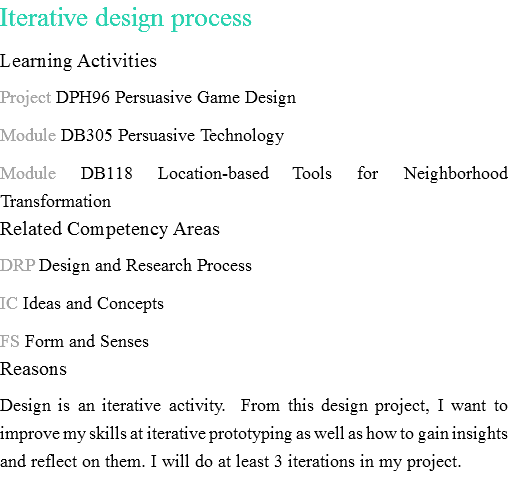 Iterative design process
Learning Activities
Project DPH96 Persuasive Game Design
Module DB305 Persuasive Technology
Module DB118 Location-based Tools for Neighborhood
Transformation
Related Competency Areas
DRP Design and Research Process
IC Ideas and Concepts
FS Form and Senses
Reasons
Design is an iterative activity. From this design project, I want to
improve my skills at iterative prototyping as well as how to gain insights
and reflect on them. I will do at least 3 iterations in my project.